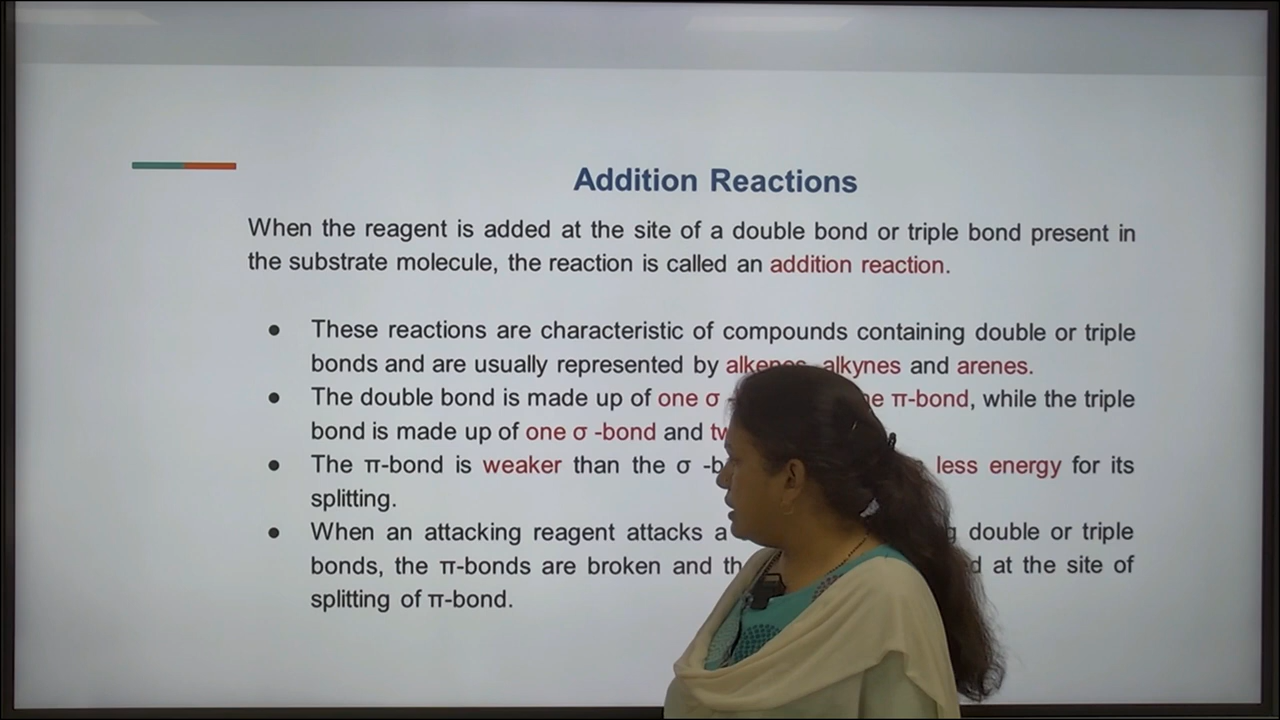 Addition Reactions
When the reagent is added at the site of a double bond or triple bond present in
the substrate molecule, the reaction is called an addition reaction.
● These reactions are characteristic of compounds containing double or triple
bonds and are usually represented by alkenes, alkynes and arenes.
● The double bond is made up of one σ π-bond, while the triple
bond is made up of one σ -bond and
● The π-bond is weaker than the σ less energy for its
splitting.
● When an attacking reagent attacks a double or triple
bonds, the π-bonds are broken and at the site of
splitting of π-bond.